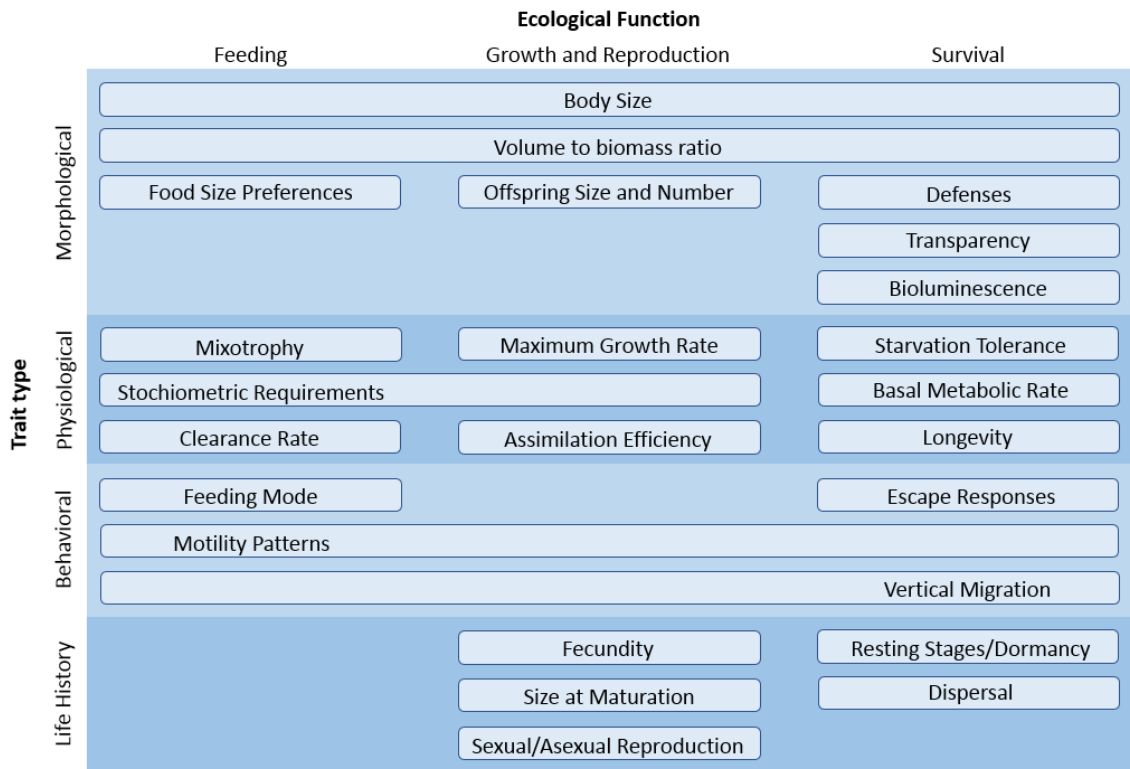 Ecological Function
Feeding
Growth and Reproduction
Survival
Trait type
Morphological
Body Size
Volume to biomass ratio
Food Size Preferences
Offspring Size and Number
Defenses
Transparency
Bioluminescence
Physiological
Mixotrophy
Maximum Growth Rate
Starvation Tolerance
Stochiometric Requirements
Basal Metabolic Rate
Clearance Rate
Assimilation Efficiency
Longevity
Behavioral
Feeding Mode
Escape Responses
Motility Patterns
Vertical Migration
Life History
Fecundity
Resting Stages/Dormancy
Size at Maturation
Dispersal
Sexual/Asexual Reproduction